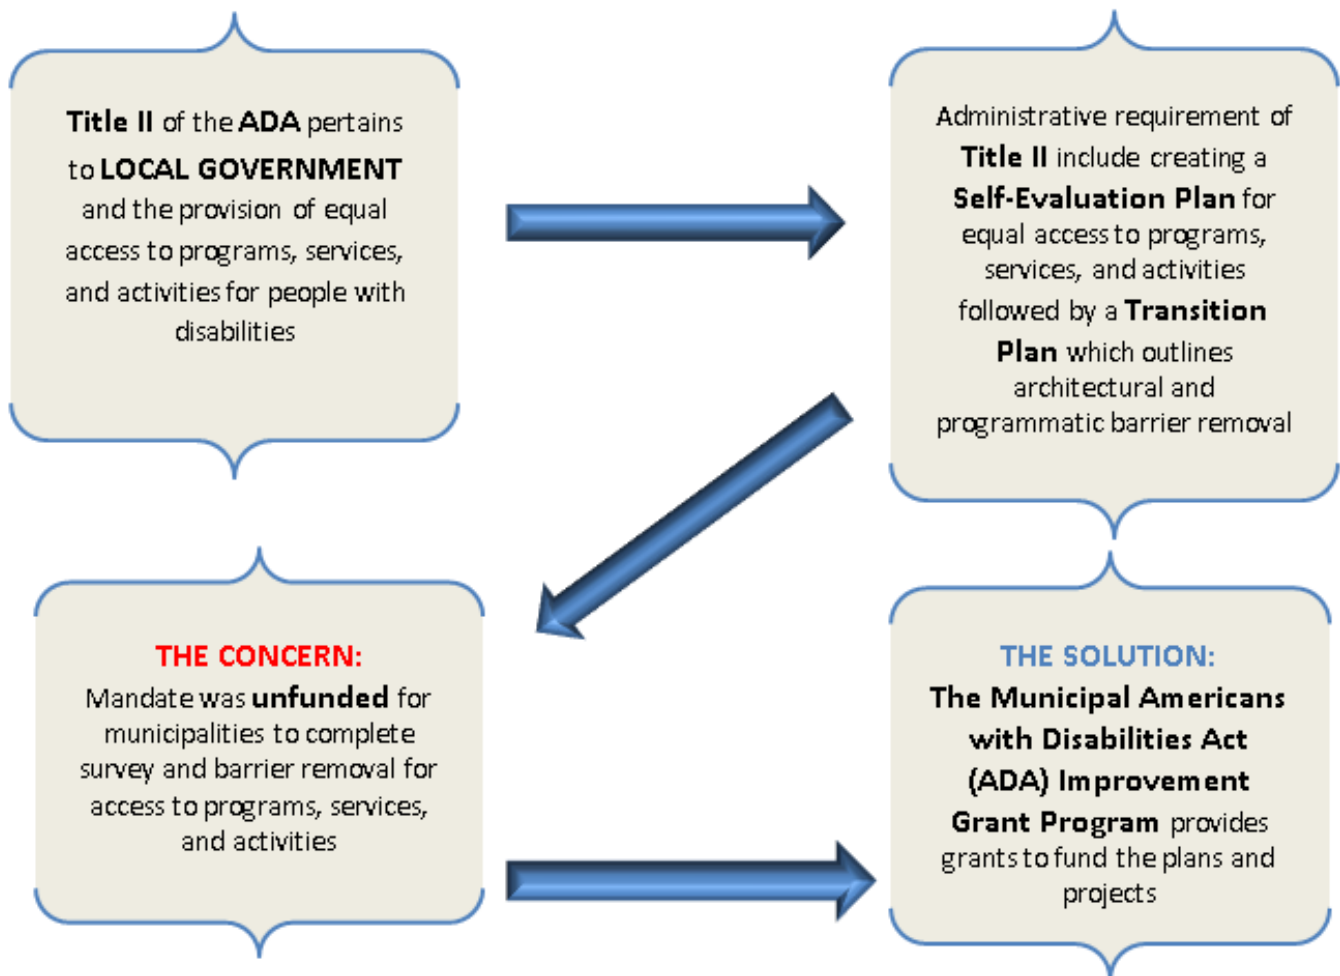 Title II of the ADA pertains
to LOCAL GOVERNMENT
and the provision of equal
access to programs, services,
and activities for people with
disabilities
Administrative requirement of
Title II include creating a
Self-Evaluation Plan for
equal access to programs,
services, and activities
followed by a Transition
Plan which outlines
architectural and
programmatic barrier removal
THE CONCERN:
Mandate was unfunded for
municipalities to complete
survey and barrier removal for
access to programs, services,
and activities
THE SOLUTION:
The Municipal Americans
with Disabilities Act
(ADA) Improvement
Grant Program provides
grants to fund the plans and
projects